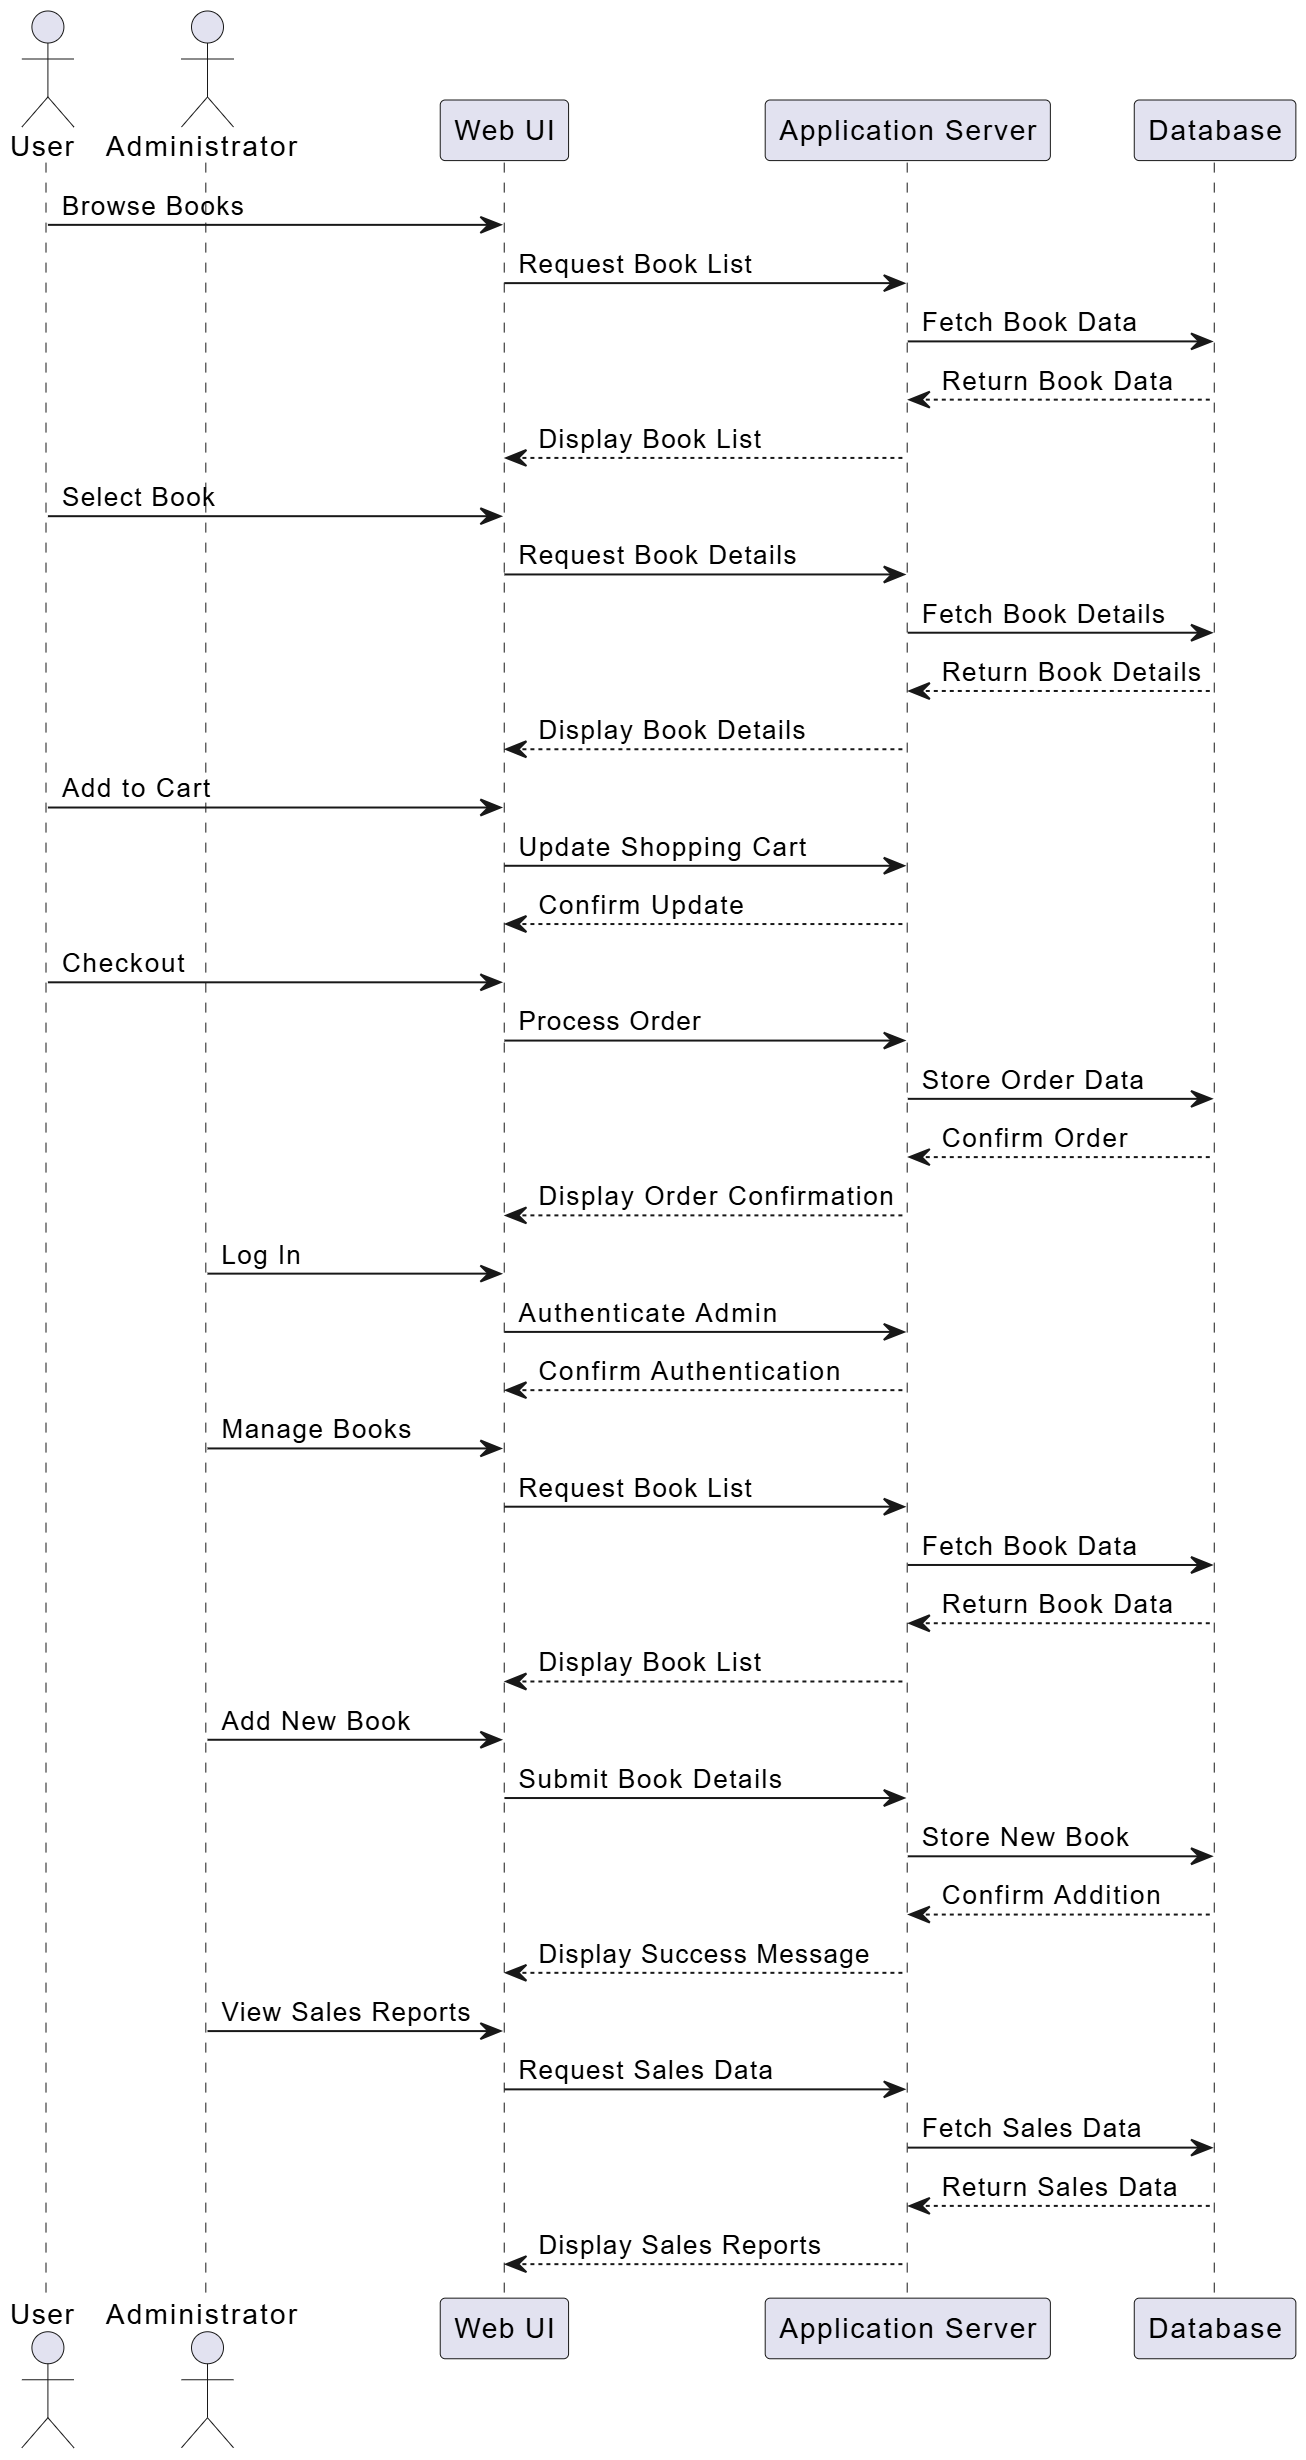 User
Administrator
Web UI
Application Server
Database
Browse Books
Request Book List
Fetch Book Data
Return Book Data
Display Book List
Select Book
Request Book Details
Fetch Book Details
Return Book Details
Display Book Details
Add to Cart
Update Shopping Cart
Confirm Update
Checkout
Process Order
Store Order Data
Confirm Order
Display Order Confirmation
Log In
Authenticate Admin
Confirm Authentication
Manage Books
Request Book List
Fetch Book Data
Return Book Data
Display Book List
Add New Book
Submit Book Details
Store New Book
Confirm Addition
Display Success Message
View Sales Reports
Request Sales Data
Fetch Sales Data
Return Sales Data
Display Sales Reports
User
Administrator
Web UI
Application Server
Database